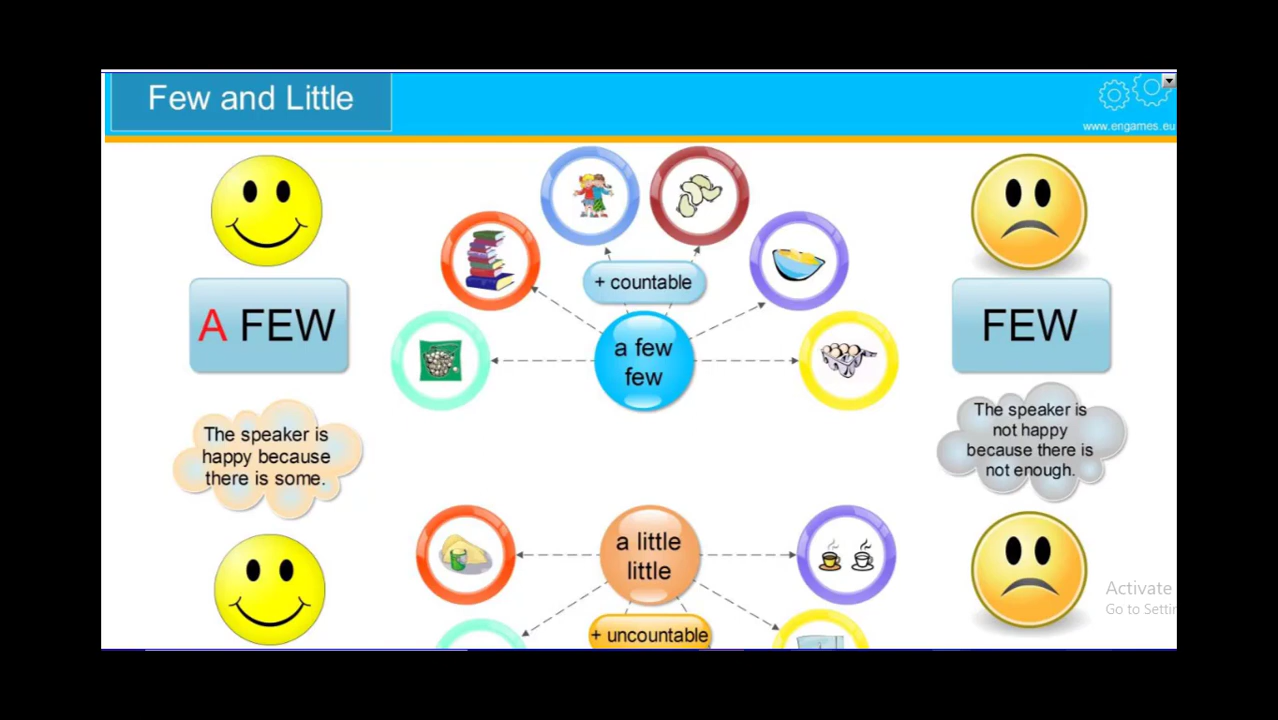 Few and Little
www.engames.eu
+ countable
A FEW
a few
few
FEW
The speaker is
happy because
there is some.
The speaker is
not happy
because there is
not enough.
a little
little
+ uncountable
Activate
Go to Settin